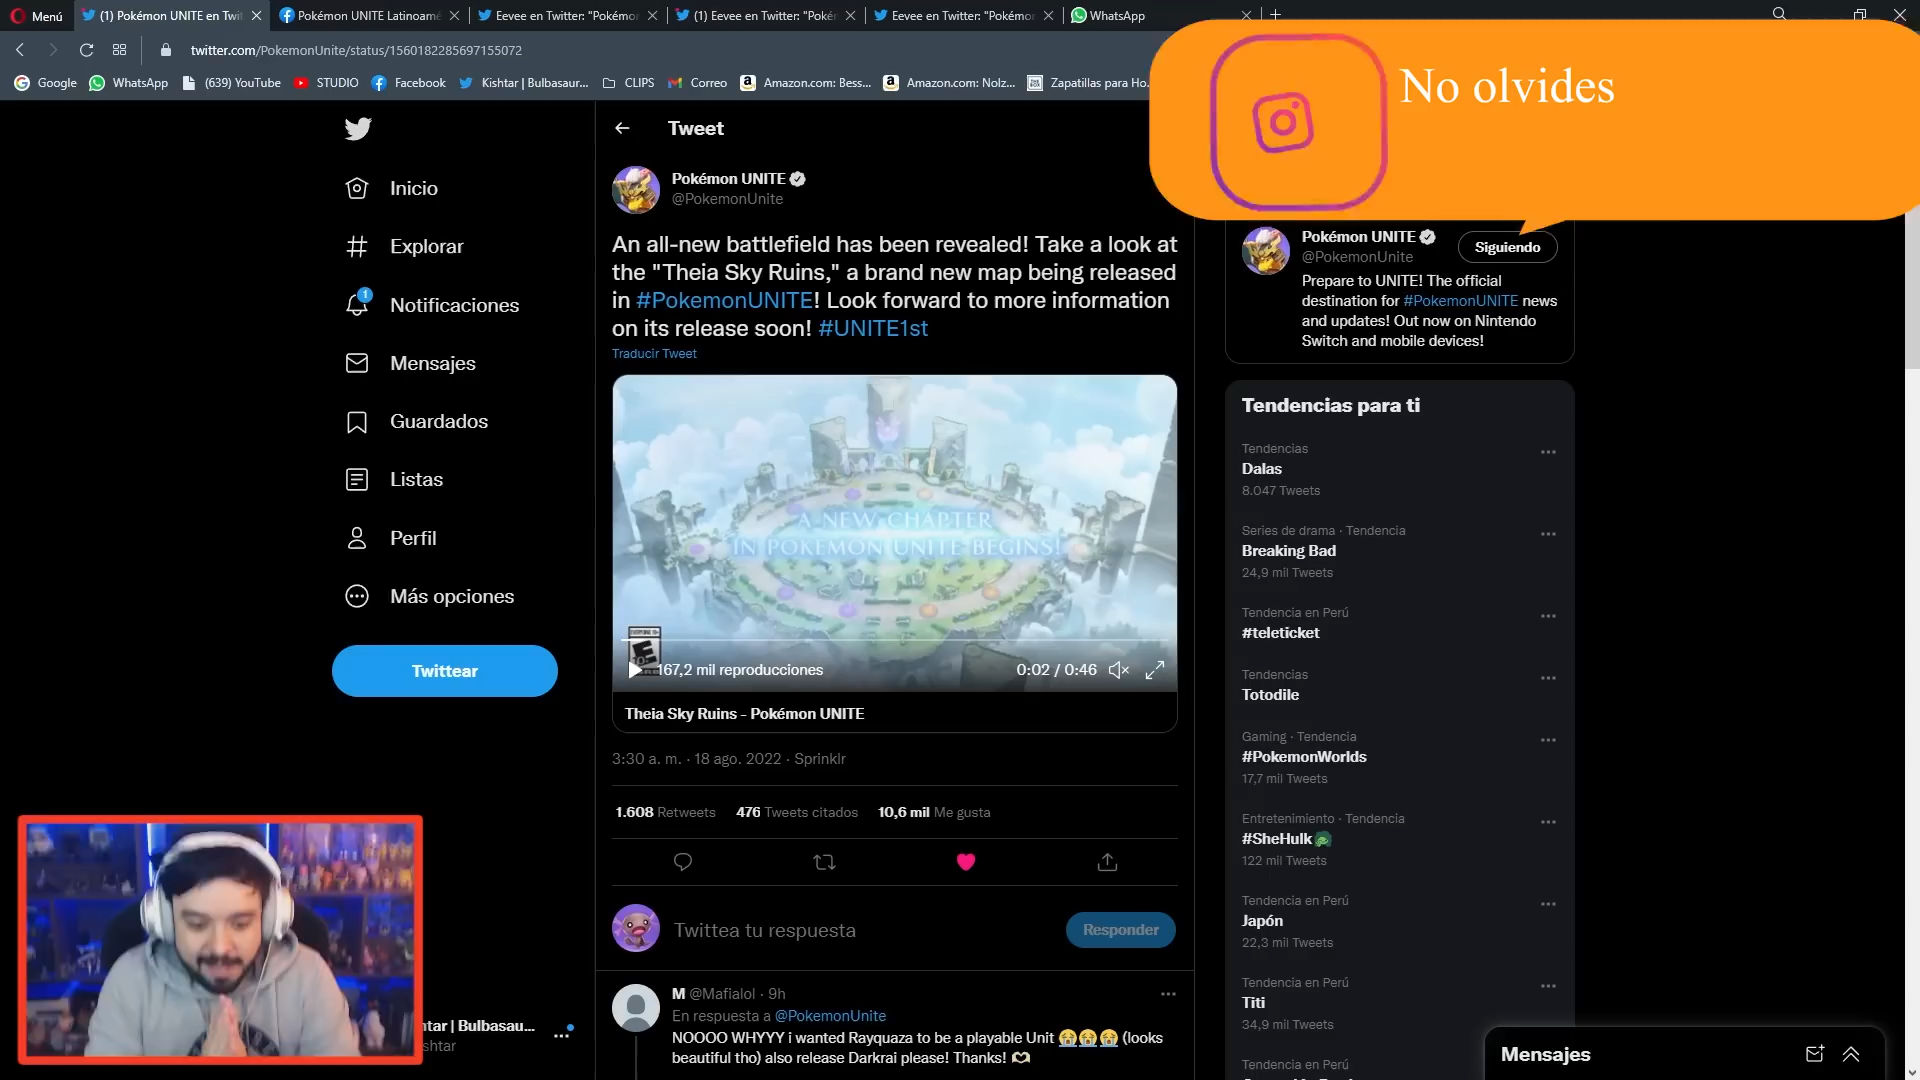 Menú
(1) Pokémon UNITE en Twit
Pokémon UNITE Latinoamé
Eevee en Twitter: "Pokémon
(1) Eevee en Twitter: "Poké
Eevee en Twitter: "Pokémon
WhatsApp
twitter.com/PokemonUnite/status/1560182285697155072
Google
WhatsApp
(639) YouTube
STUDIO
Facebook
Kishtar | Bulbasaur...
CLIPS
Correo
Amazon.com: Bess...
Amazon.com: Nolz...
Zapatillas para Ho...
No olvides
Inicio
Explorar
1
Notificaciones
Mensajes
Guardados
Listas
Perfil
Más opciones
Twittear
Tweet
Pokémon UNITE
@PokemonUnite
An all-new battlefield has been revealed! Take a look at
the "Theia Sky Ruins," a brand new map being released
in #PokemonUNITE! Look forward to more information
on its release soon! #UNITE1st
Traducir Tweet
A NEW CHAPTER
IN POKÉMON UNITE BEGINS!
EVERYONE 10+
E
167,2 mil reproducciones
0:02 / 0:46
Theia Sky Ruins - Pokémon UNITE
3:30 a. m. · 18 ago. 2022 · Sprinklr
1.608 Retweets 476 Tweets citados 10,6 mil Me gusta
Twittea tu respuesta
Responder
M @Mafialol · 9h
En respuesta a @PokemonUnite
NOOOO WHYYY i wanted Rayquaza to be a playable Unit 😭😭😭 (looks
beautiful tho) also release Darkrai please! Thanks! 🫶
Pokémon UNITE
@PokemonUnite
Siguiendo
Prepare to UNITE! The official
destination for #PokemonUNITE news
and updates! Out now on Nintendo
Switch and mobile devices!
Tendencias para ti
Tendencias
Dalas
8.047 Tweets
Series de drama · Tendencia
Breaking Bad
24,9 mil Tweets
Tendencia en Perú
#teleticket
Tendencias
Totodile
Gaming · Tendencia
#PokemonWorlds
17,7 mil Tweets
Entretenimiento · Tendencia
#SheHulk
122 mil Tweets
Tendencia en Perú
Japón
22,3 mil Tweets
Tendencia en Perú
Titi
34,9 mil Tweets
Tendencia en Perú
htar | Bulbasau...
shtar
Mensajes